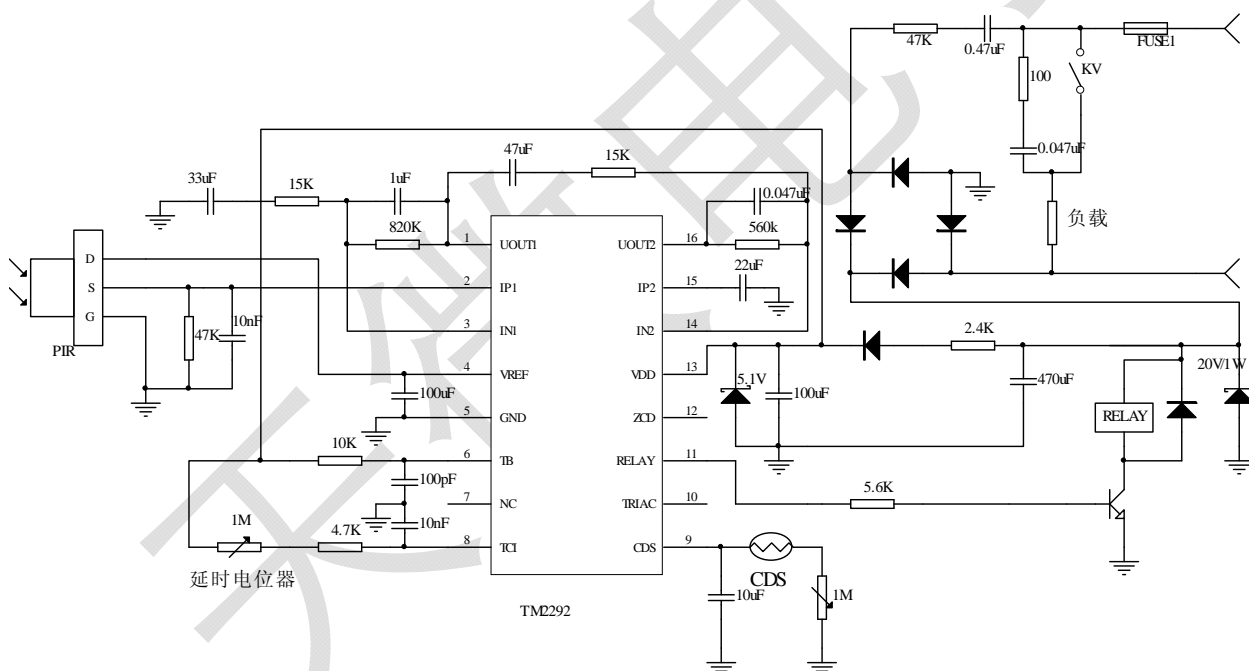 天微电
47K
0.47uF
FUSE1
100
KV
0.047uF
负载
33uF
15K
1uF
820K
47uF
15K
0.047uF
560k
1
UOUT1
UOUT2
16
D
S
G
PIR
47K
10nF
2
IP1
IP2
15
22uF
3
IN1
IN2
14
4
VREF
VDD
13
100uF
5.1V
100uF
2.4K
470uF
20V/1W
RELAY
5
GND
ZCD
12
10K
6
TB
RELAY
11
100pF
5.6K
7
NC
TRIAC
10
10nF
1M
4.7K
8
TCI
CDS
9
延时电位器
CDS
10uF
1M
TM2292